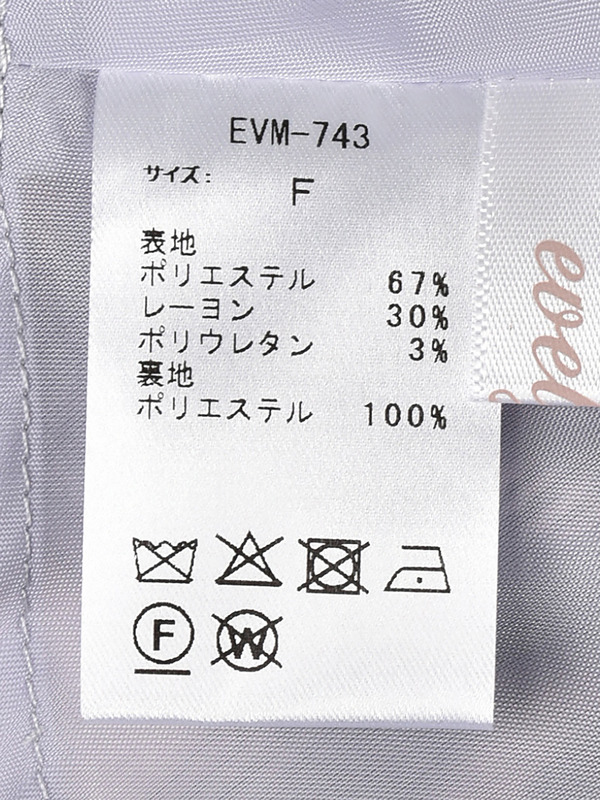 EVM-743
サイズ:
F
表地
ポリエステル 67%
レーヨン 30%
ポリウレタン 3%
裏地
ポリエステル 100%
F
W